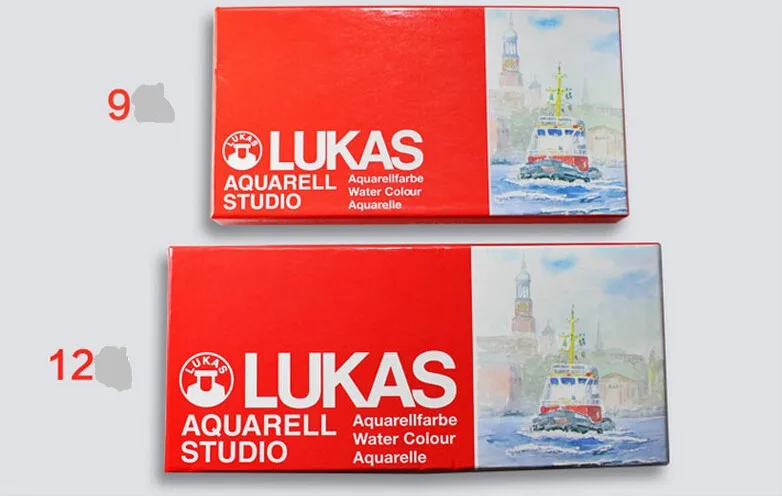 9
LUKAS
LUKAS
AQUARELL
STUDIO
Aquarellfarbe
Water Colour
Aquarelle
12
LUKAS
LUKAS
AQUARELL
STUDIO
Aquarellfarbe
Water Colour
Aquarelle